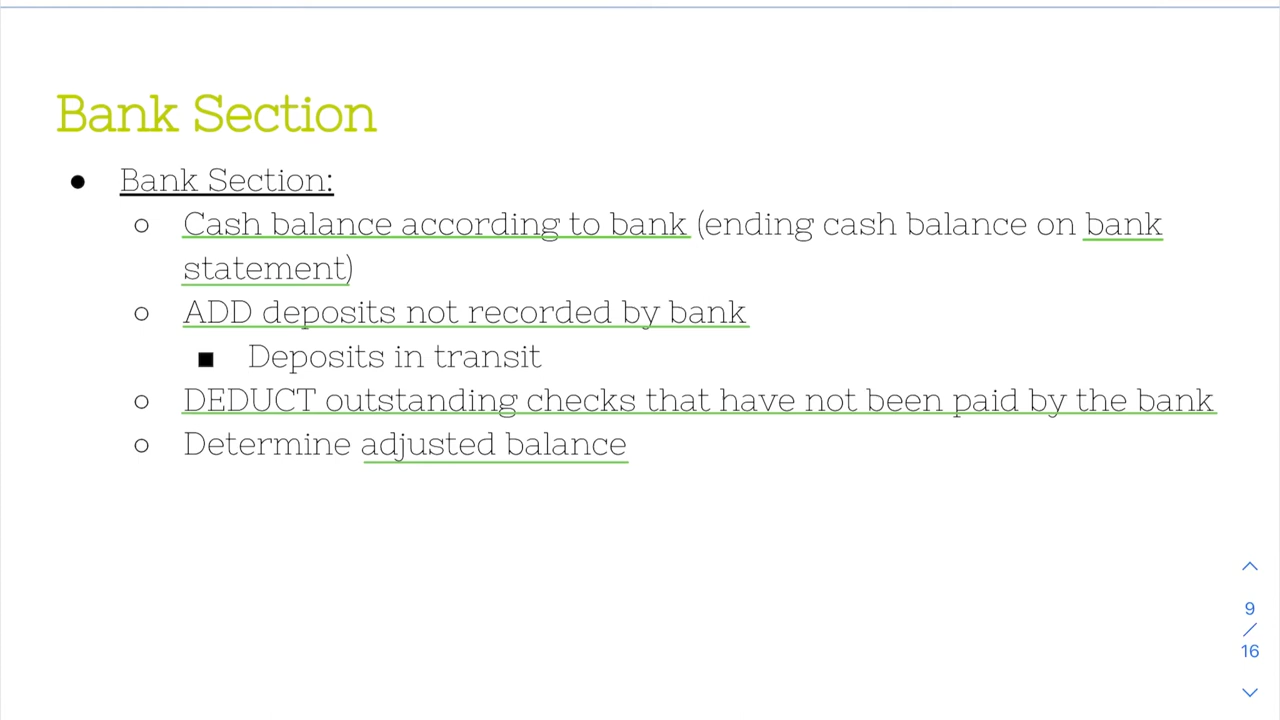 Bank Section
● Bank Section:
○ Cash balance according to bank (ending cash balance on bank
statement)
○ ADD deposits not recorded by bank
■ Deposits in transit
○ DEDUCT outstanding checks that have not been paid by the bank
○ Determine adjusted balance
9
/
16